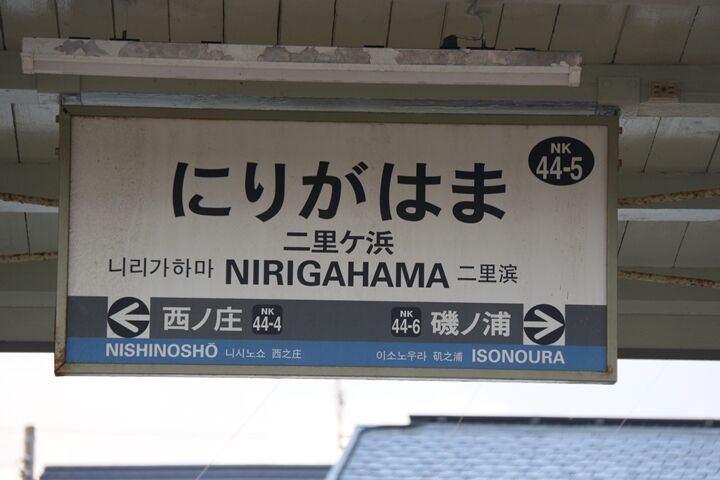 NK
44-5
にりがはま
二里ケ浜
니리가하마 NIRIGAHAMA 二里滨
西ノ庄 NK 44-4 NK 44-6 磯ノ浦
NISHINOSHŌ 니시노쇼 西之庄 이소노우라 矶之浦 ISONOURA